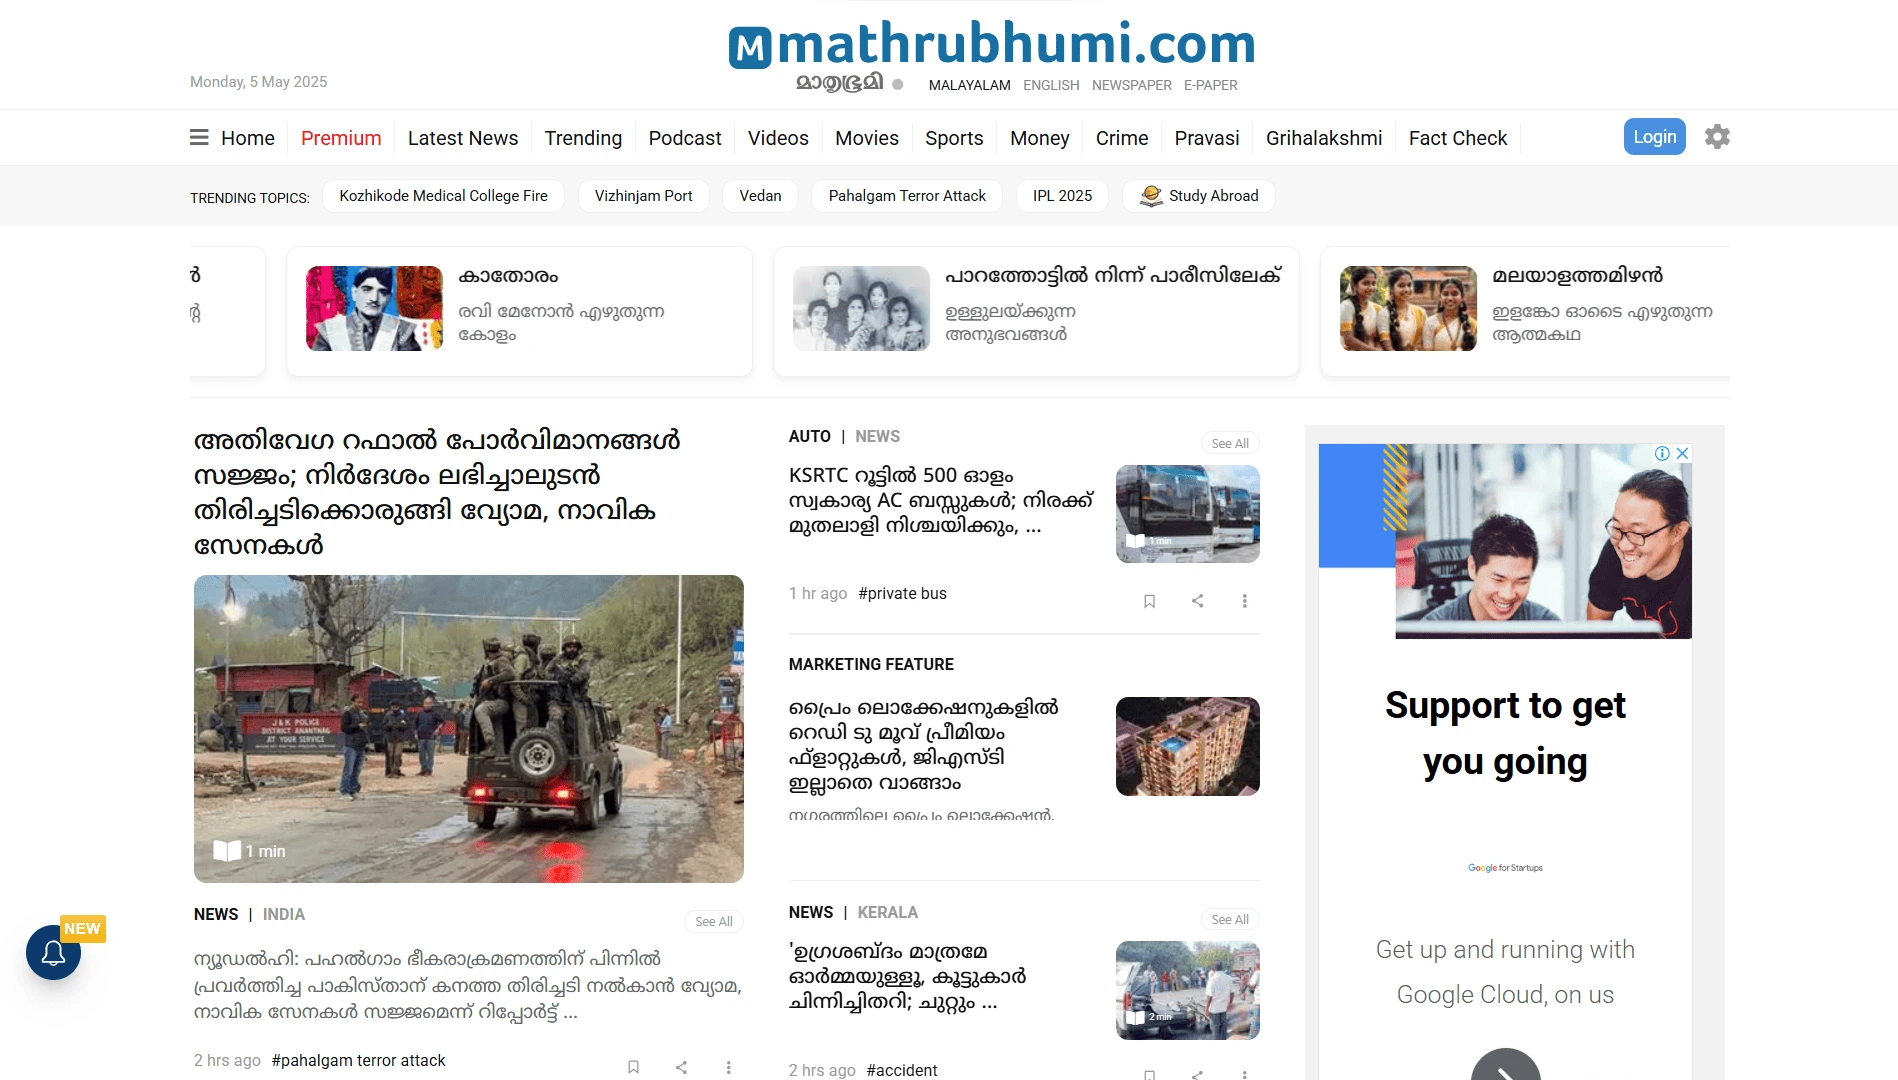 mathrubhumi.com
Monday, 5 May 2025
മാതൃഭൂമി
MALAYALAM ENGLISH NEWSPAPER E-PAPER
Home Premium Latest News Trending Podcast Videos Movies Sports Money Crime Pravasi Grihalakshmi Fact Check
Login
TRENDING TOPICS: Kozhikode Medical College Fire Vizhinjam Port Vedan Pahalgam Terror Attack IPL 2025 Study Abroad
കാതോരം
രവി മേനോൻ എഴുതുന്ന
കോളം
പാറത്തോട്ടിൽ നിന്ന് പാരീസിലേക്
ഉള്ളുലയ്ക്കുന്ന
അനുഭവങ്ങൾ
മലയാളത്തമിഴൻ
ഇളങ്കോ ഓടൈ എഴുതുന്ന
ആത്മകഥ
അതിവേഗ റഫാൽ പോർവിമാനങ്ങൾ
സജ്ജം; നിർദേശം ലഭിച്ചാലുടൻ
തിരിച്ചടിക്കൊരുങ്ങി വ്യോമ, നാവിക
സേനകൾ
J & K POLICE
DISTRICT ANANTNAG
AT YOUR SERVICE
1 min
NEWS | INDIA
See All
ന്യൂഡൽഹി: പഹൽഗാം ഭീകരാക്രമണത്തിന് പിന്നിൽ
പ്രവർത്തിച്ച പാകിസ്താന് കനത്ത തിരിച്ചടി നൽകാൻ വ്യോമ,
നാവിക സേനകൾ സജ്ജമെന്ന് റിപ്പോർട്ട് ...
2 hrs ago #pahalgam terror attack
NEW
AUTO | NEWS
See All
KSRTC റൂട്ടിൽ 500 ഓളം
സ്വകാര്യ AC ബസ്സുകൾ; നിരക്ക്
മുതലാളി നിശ്ചയിക്കും, ...
1 min
1 hr ago #private bus
MARKETING FEATURE
പ്രൈം ലൊക്കേഷനുകളിൽ
റെഡി ടു മൂവ് പ്രീമിയം
ഫ്ളാറ്റുകൾ, ജിഎസ്ടി
ഇല്ലാതെ വാങ്ങാം
നഗരത്തിലെ പ്രൈം ലൊക്കേഷൻ,
NEWS | KERALA
See All
'ഉഗ്രശബ്ദം മാത്രമേ
ഓർമ്മയുള്ളൂ, കൂട്ടുകാർ
ചിന്നിച്ചിതറി; ചുറ്റും ...
2 min
2 hrs ago #accident
Support to get
you going
Google for Startups
Get up and running with
Google Cloud, on us